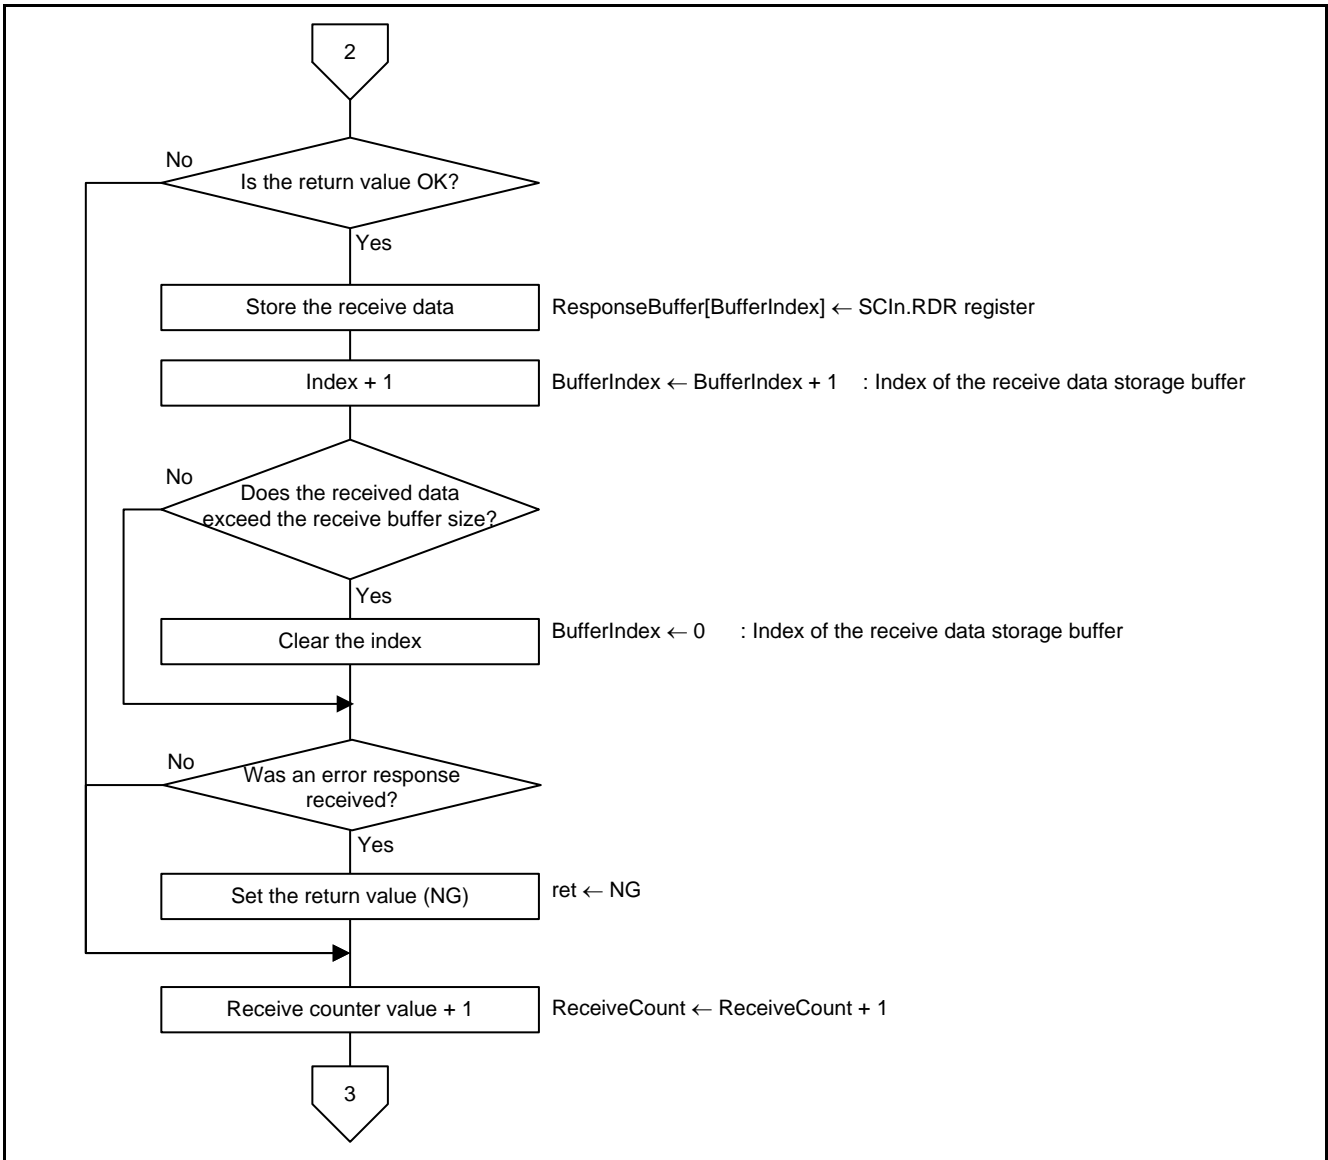 2
No
Is the return value OK?
Yes
Store the receive data
ResponseBuffer[BufferIndex] ← SCIn.RDR register
Index + 1
BufferIndex ← BufferIndex + 1 : Index of the receive data storage buffer
No
Does the received data
exceed the receive buffer size?
Yes
Clear the index
BufferIndex ← 0 : Index of the receive data storage buffer
No
Was an error response
received?
Yes
Set the return value (NG)
ret ← NG
Receive counter value + 1
ReceiveCount ← ReceiveCount + 1
3